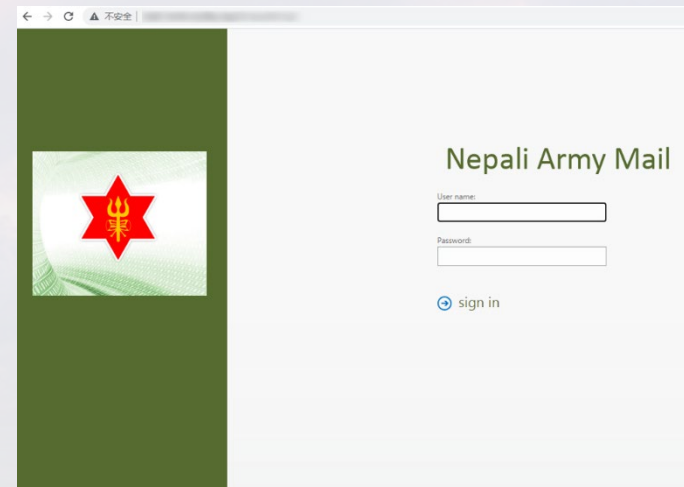 不安全
Nepali Army Mail
User name:
Password:
sign in